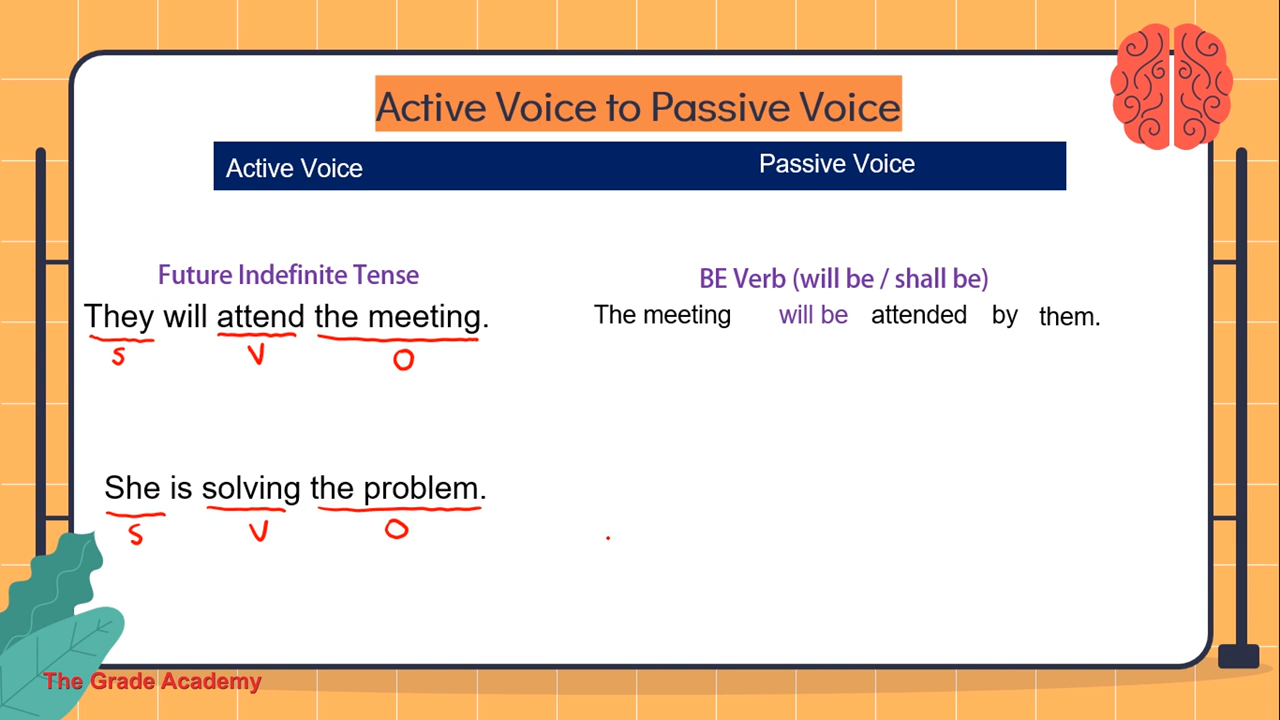 Active Voice to Passive Voice
Active Voice Passive Voice
Future Indefinite Tense BE Verb (will be / shall be)
They will attend the meeting. The meeting will be attended by them.
S V O
She is solving the problem.
S V O
The Grade Academy